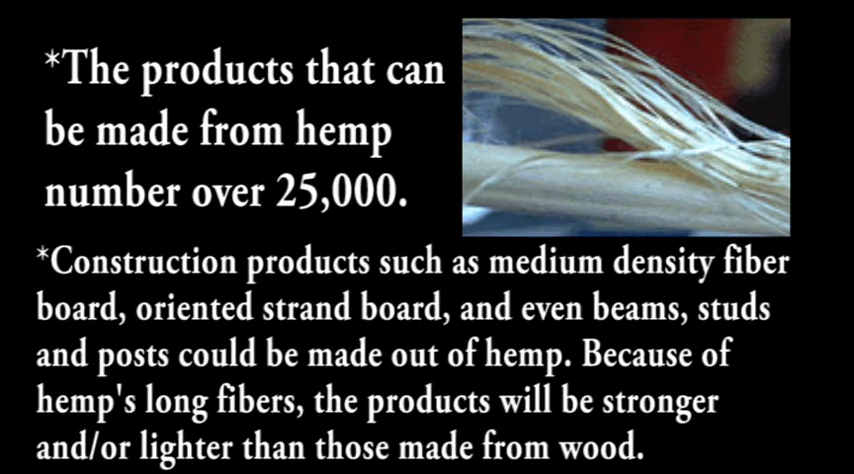 *The products that can
be made from hemp
number over 25,000.
*Construction products such as medium density fiber
board, oriented strand board, and even beams, studs
and posts could be made out of hemp. Because of
hemp's long fibers, the products will be stronger
and/or lighter than those made from wood.